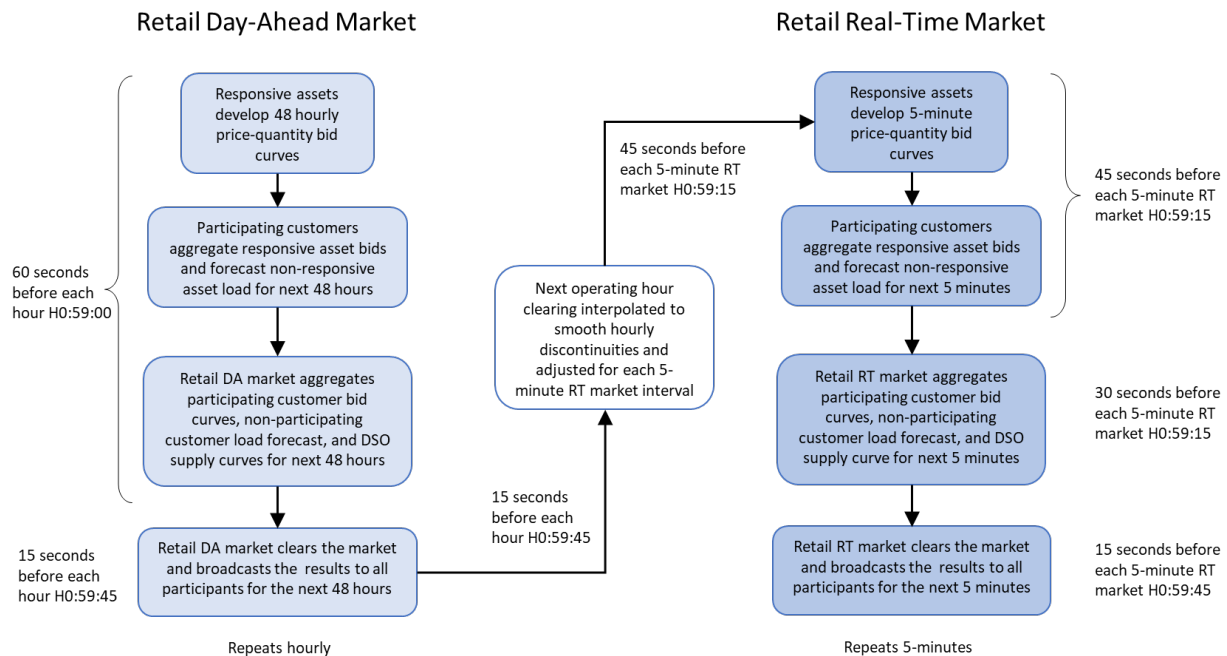 Retail Day-Ahead Market
Responsive assets
develop 48 hourly
price-quantity bid
curves
Participating customers
aggregate responsive asset bids
and forecast non-responsive
asset load for next 48 hours
60 seconds
before each
hour H0:59:00
Retail DA market aggregates
participating customer bid
curves, non-participating
customer load forecast, and DSO
supply curves for next 48 hours
Retail DA market clears the market
and broadcasts the results to all
participants for the next 48 hours
15 seconds
before each
hour H0:59:45
Repeats hourly
15 seconds
before each
hour H0:59:45
Next operating hour
clearing interpolated to
smooth hourly
discontinuities and
adjusted for each 5-
minute RT market interval
45 seconds before
each 5-minute RT
market H0:59:15
Retail Real-Time Market
Responsive assets
develop 5-minute
price-quantity bid
curves
Participating customers
aggregate responsive asset bids
and forecast non-responsive
asset load for next 5 minutes
45 seconds before
each 5-minute RT
market H0:59:15
Retail RT market aggregates
participating customer bid
curves, non-participating
customer load forecast, and DSO
supply curve for next 5 minutes
30 seconds before
each 5-minute RT
market H0:59:15
Retail RT market clears the market
and broadcasts the results to all
participants for the next 5 minutes
15 seconds before
each 5-minute RT
market H0:59:45
Repeats 5-minutes